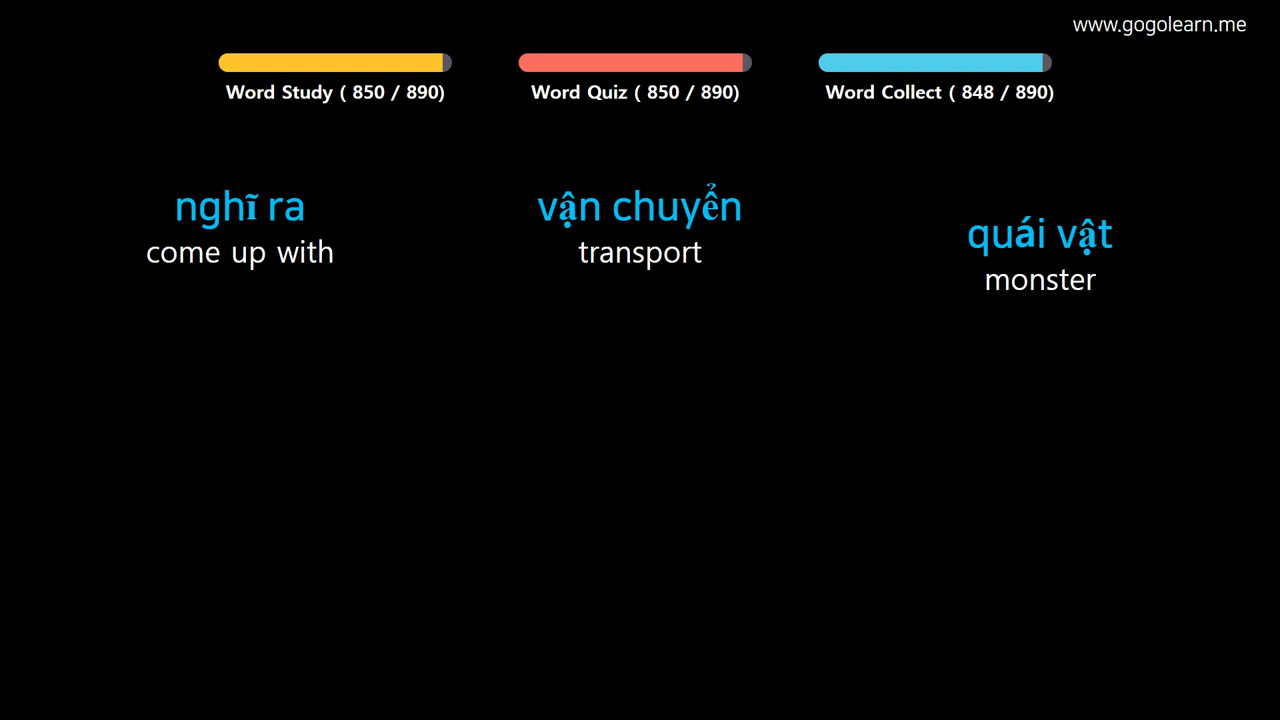 www.gogolearn.me
Word Study ( 850 / 890)
Word Quiz ( 850 / 890)
Word Collect ( 848 / 890)
nghĩ ra
come up with
vận chuyển
transport
quái vật
monster